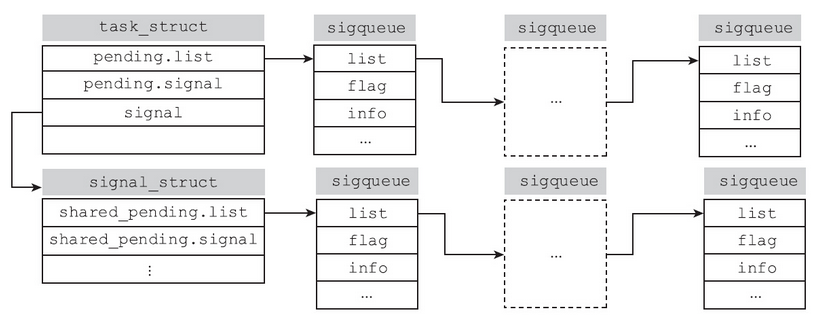 task_struct
pending.list
pending.signal
signal
sigqueue
list
flag
info
...
sigqueue
...
sigqueue
list
flag
info
...
signal_struct
shared_pending.list
shared_pending.signal
⋮
sigqueue
list
flag
info
...
sigqueue
...
sigqueue
list
flag
info
...